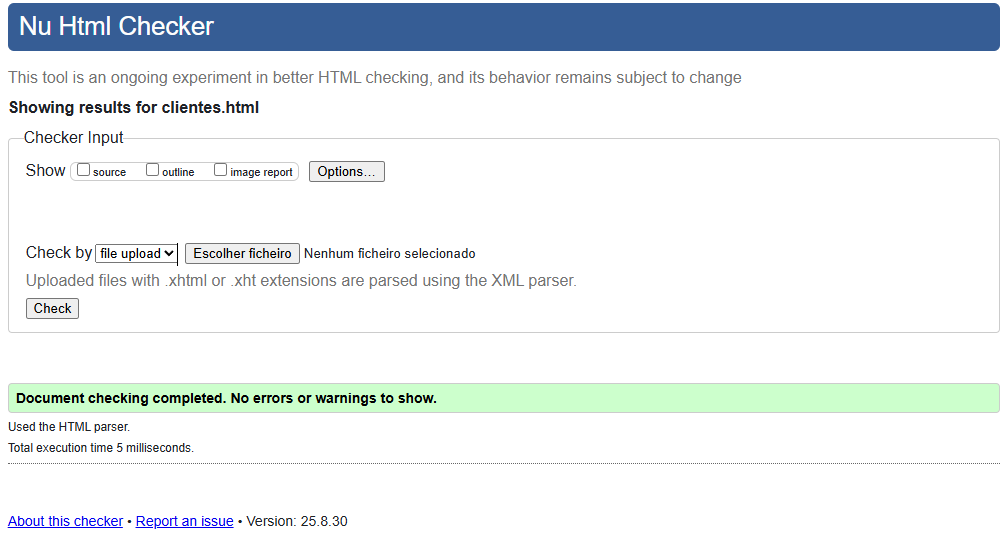 Nu Html Checker
This tool is an ongoing experiment in better HTML checking, and its behavior remains subject to change
Showing results for clientes.html
Checker Input
Show source outline image report Options...
Check by file upload Escolher ficheiro Nenhum ficheiro selecionado
Uploaded files with .xhtml or .xht extensions are parsed using the XML parser.
Check
Document checking completed. No errors or warnings to show.
Used the HTML parser.
Total execution time 5 milliseconds.
About this checker • Report an issue • Version: 25.8.30